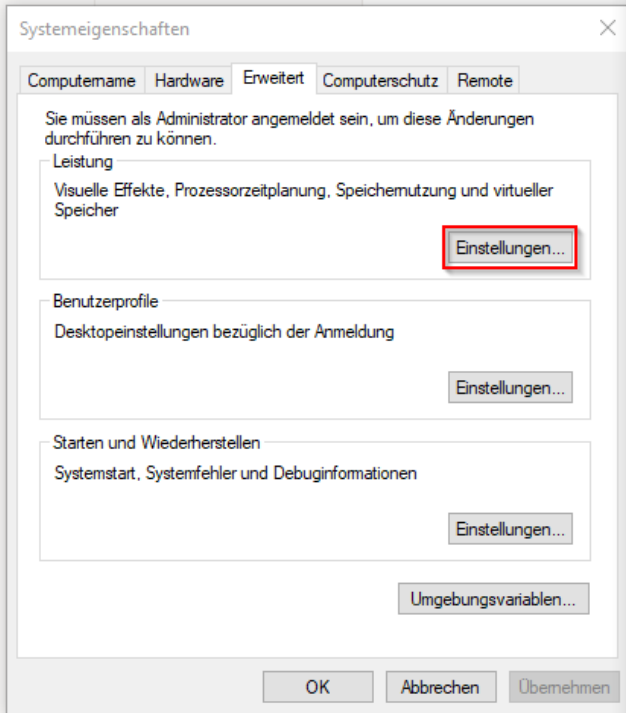 Systemeigenschaften
Computername Hardware Erweitert Computerschutz Remote
Sie müssen als Administrator angemeldet sein, um diese Änderungen
durchführen zu können.
Leistung
Visuelle Effekte, Prozessorzeitplanung, Speichernutzung und virtueller
Speicher
Einstellungen...
Benutzerprofile
Desktopeinstellungen bezüglich der Anmeldung
Einstellungen...
Starten und Wiederherstellen
Systemstart, Systemfehler und Debuginformationen
Einstellungen...
Umgebungsvariablen...
OK Abbrechen Übernehmen